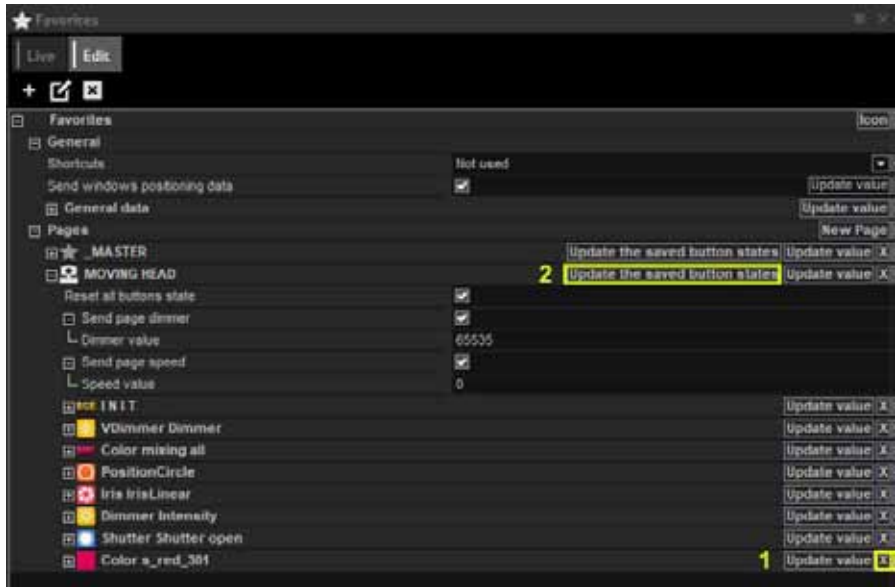 Favorites
Live Edit
Favorites Icon
General
Shortcuts Not used
Send windows positioning data Update value
General data Update value
Pages New Page
_MASTER Update the saved button states Update value X
MOVING HEAD 2 Update the saved button states Update value X
Reset all buttons state
Send page dimmer
Dimmer value 65535
Send page speed
Speed value 0
INIT Update value X
VDimmer Dimmer Update value X
Color mixing all Update value X
PositionCircle Update value X
Iris IrisLinear Update value X
Dimmer Intensity Update value X
Shutter Shutter open Update value X
Color s_red_301 1 Update value X